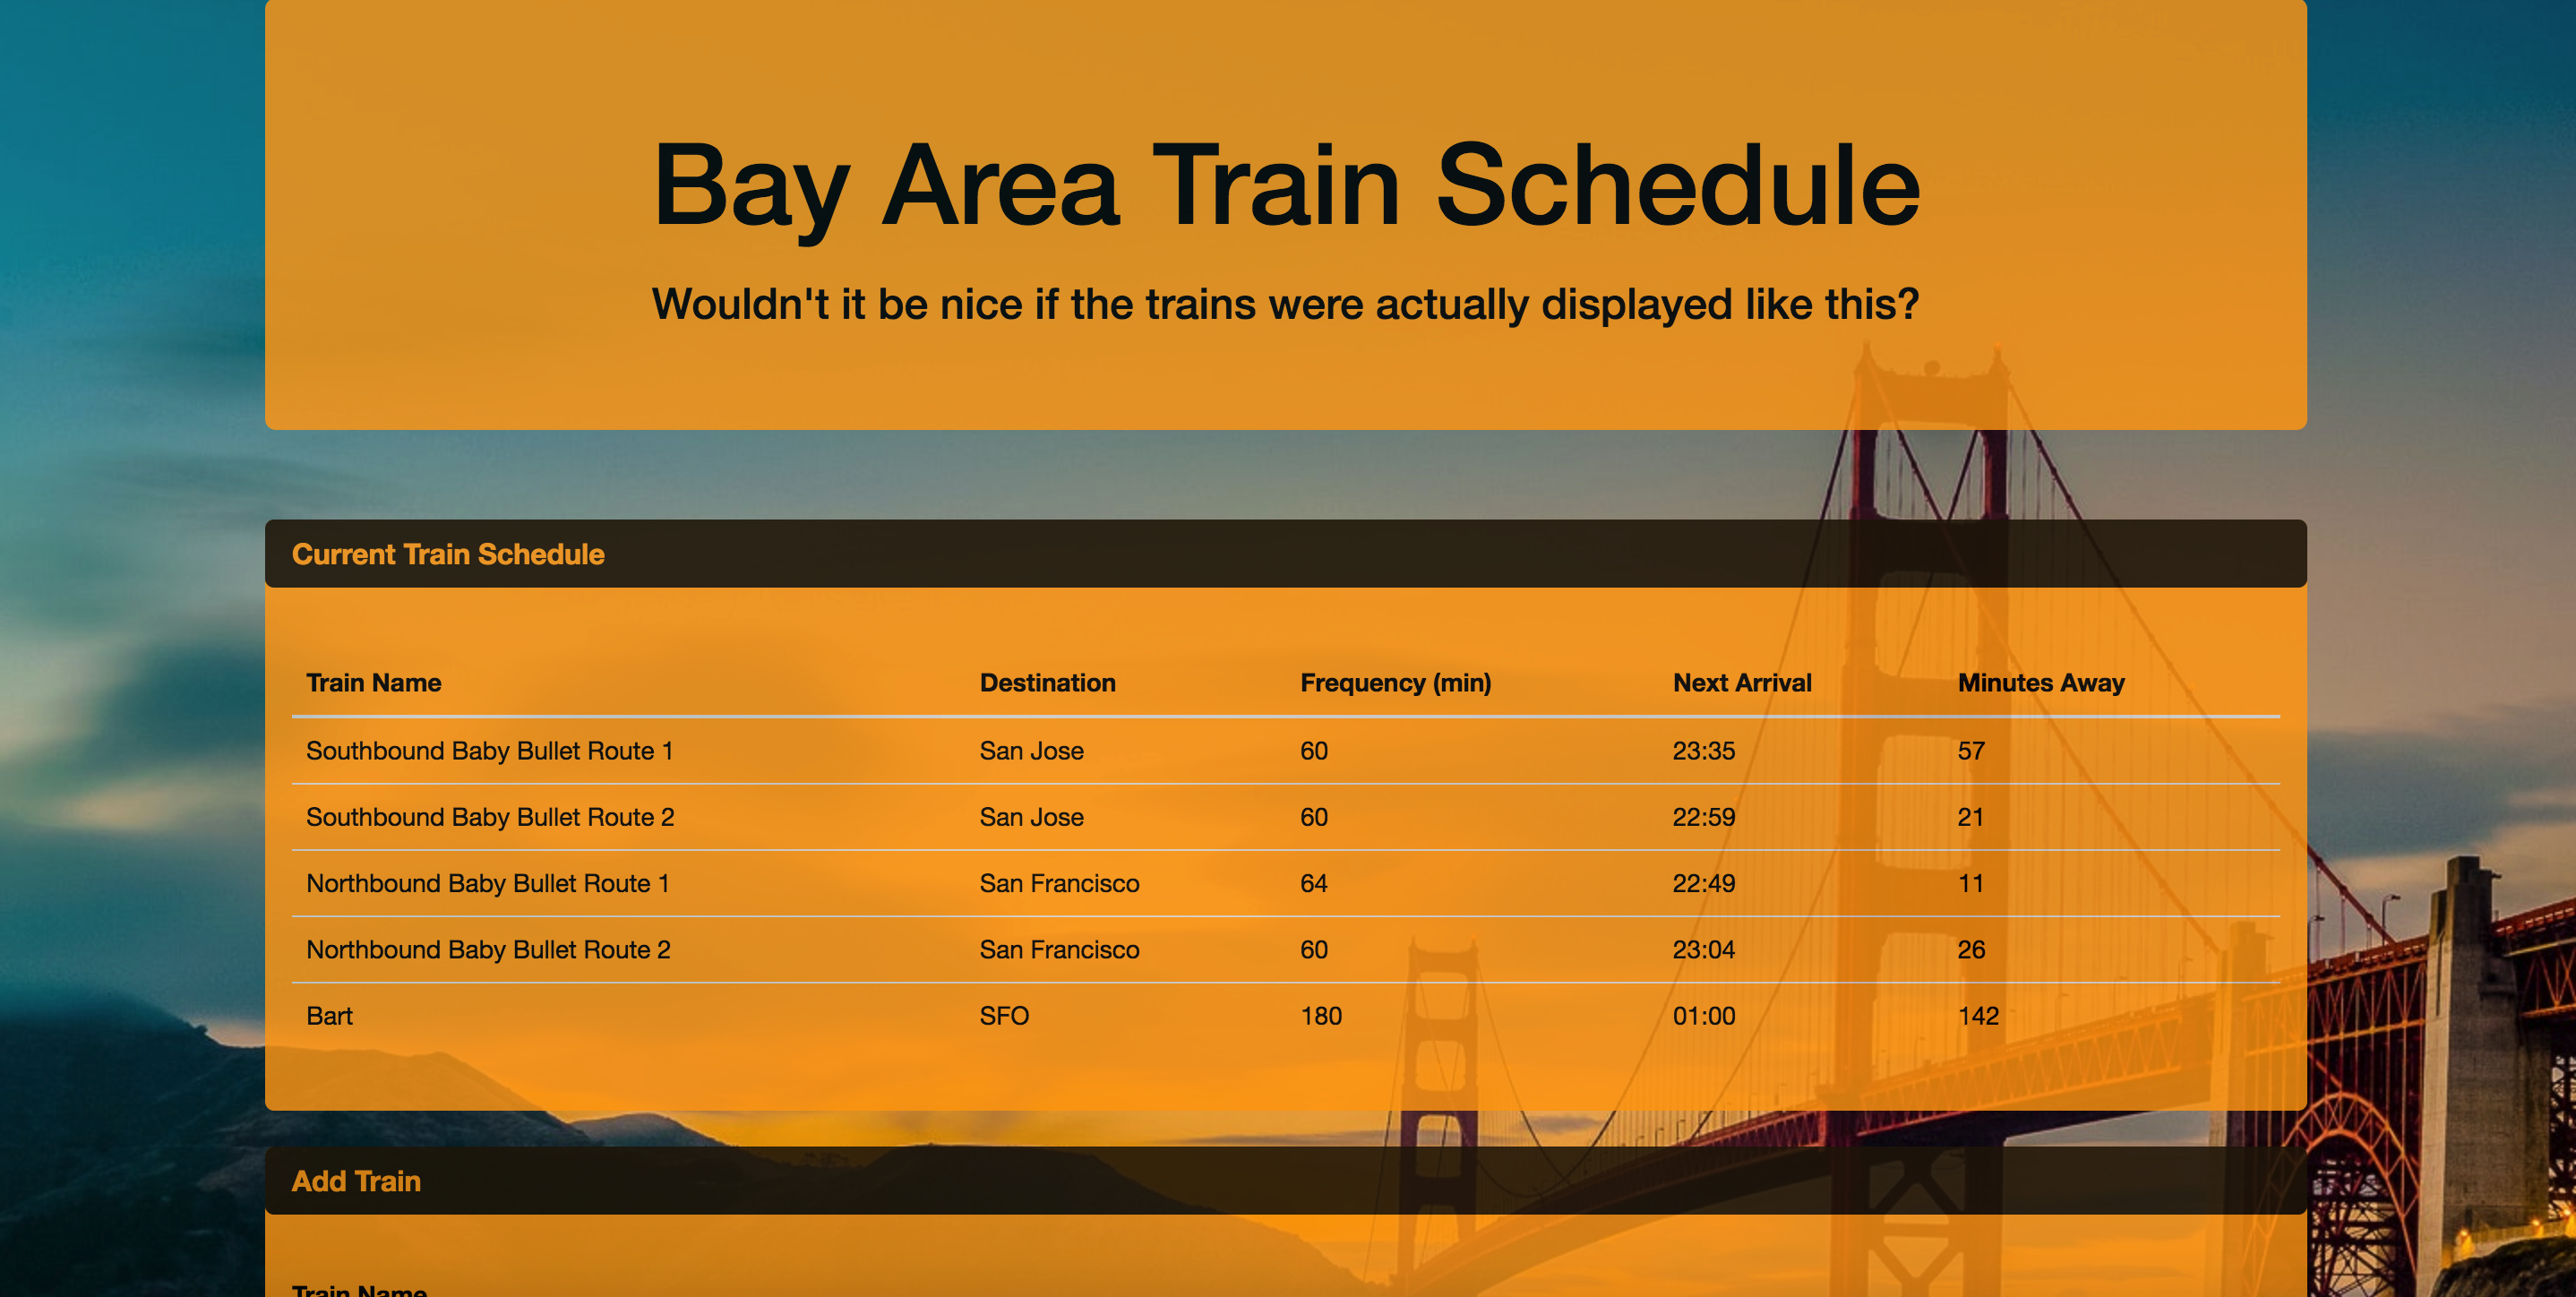 Bay Area Train Schedule
Wouldn't it be nice if the trains were actually displayed like this?
Current Train Schedule
Train Name Destination Frequency (min) Next Arrival Minutes Away
Southbound Baby Bullet Route 1 San Jose 60 23:35 57
Southbound Baby Bullet Route 2 San Jose 60 22:59 21
Northbound Baby Bullet Route 1 San Francisco 64 22:49 11
Northbound Baby Bullet Route 2 San Francisco 60 23:04 26
Bart SFO 180 01:00 142
Add Train
Train Name